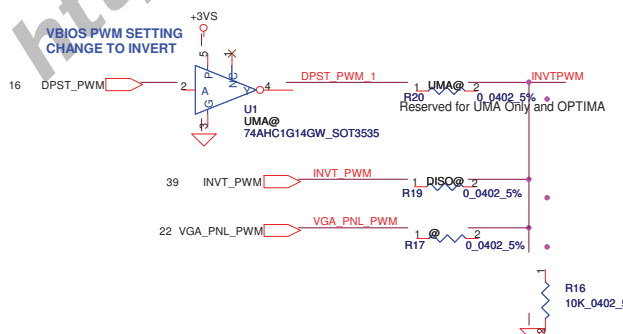 +3VS
VBIOS PWM SETTING
CHANGE TO INVERT
5
1
P
NC
16 DPST_PWM
2
A
Y
4
DPST_PWM_1
1
UMA@
2
INVTPWM
G
3
U1
R20
0_0402_5%
Reserved for UMA Only and OPTIMA
UMA@
74AHC1G14GW_SOT3535
39 INVT_PWM
INVT_PWM
1
DISO@
2
R19
0_0402_5%
22 VGA_PNL_PWM
VGA_PNL_PWM
1
@
2
R17
0_0402_5%
1
R16
10K_0402_5